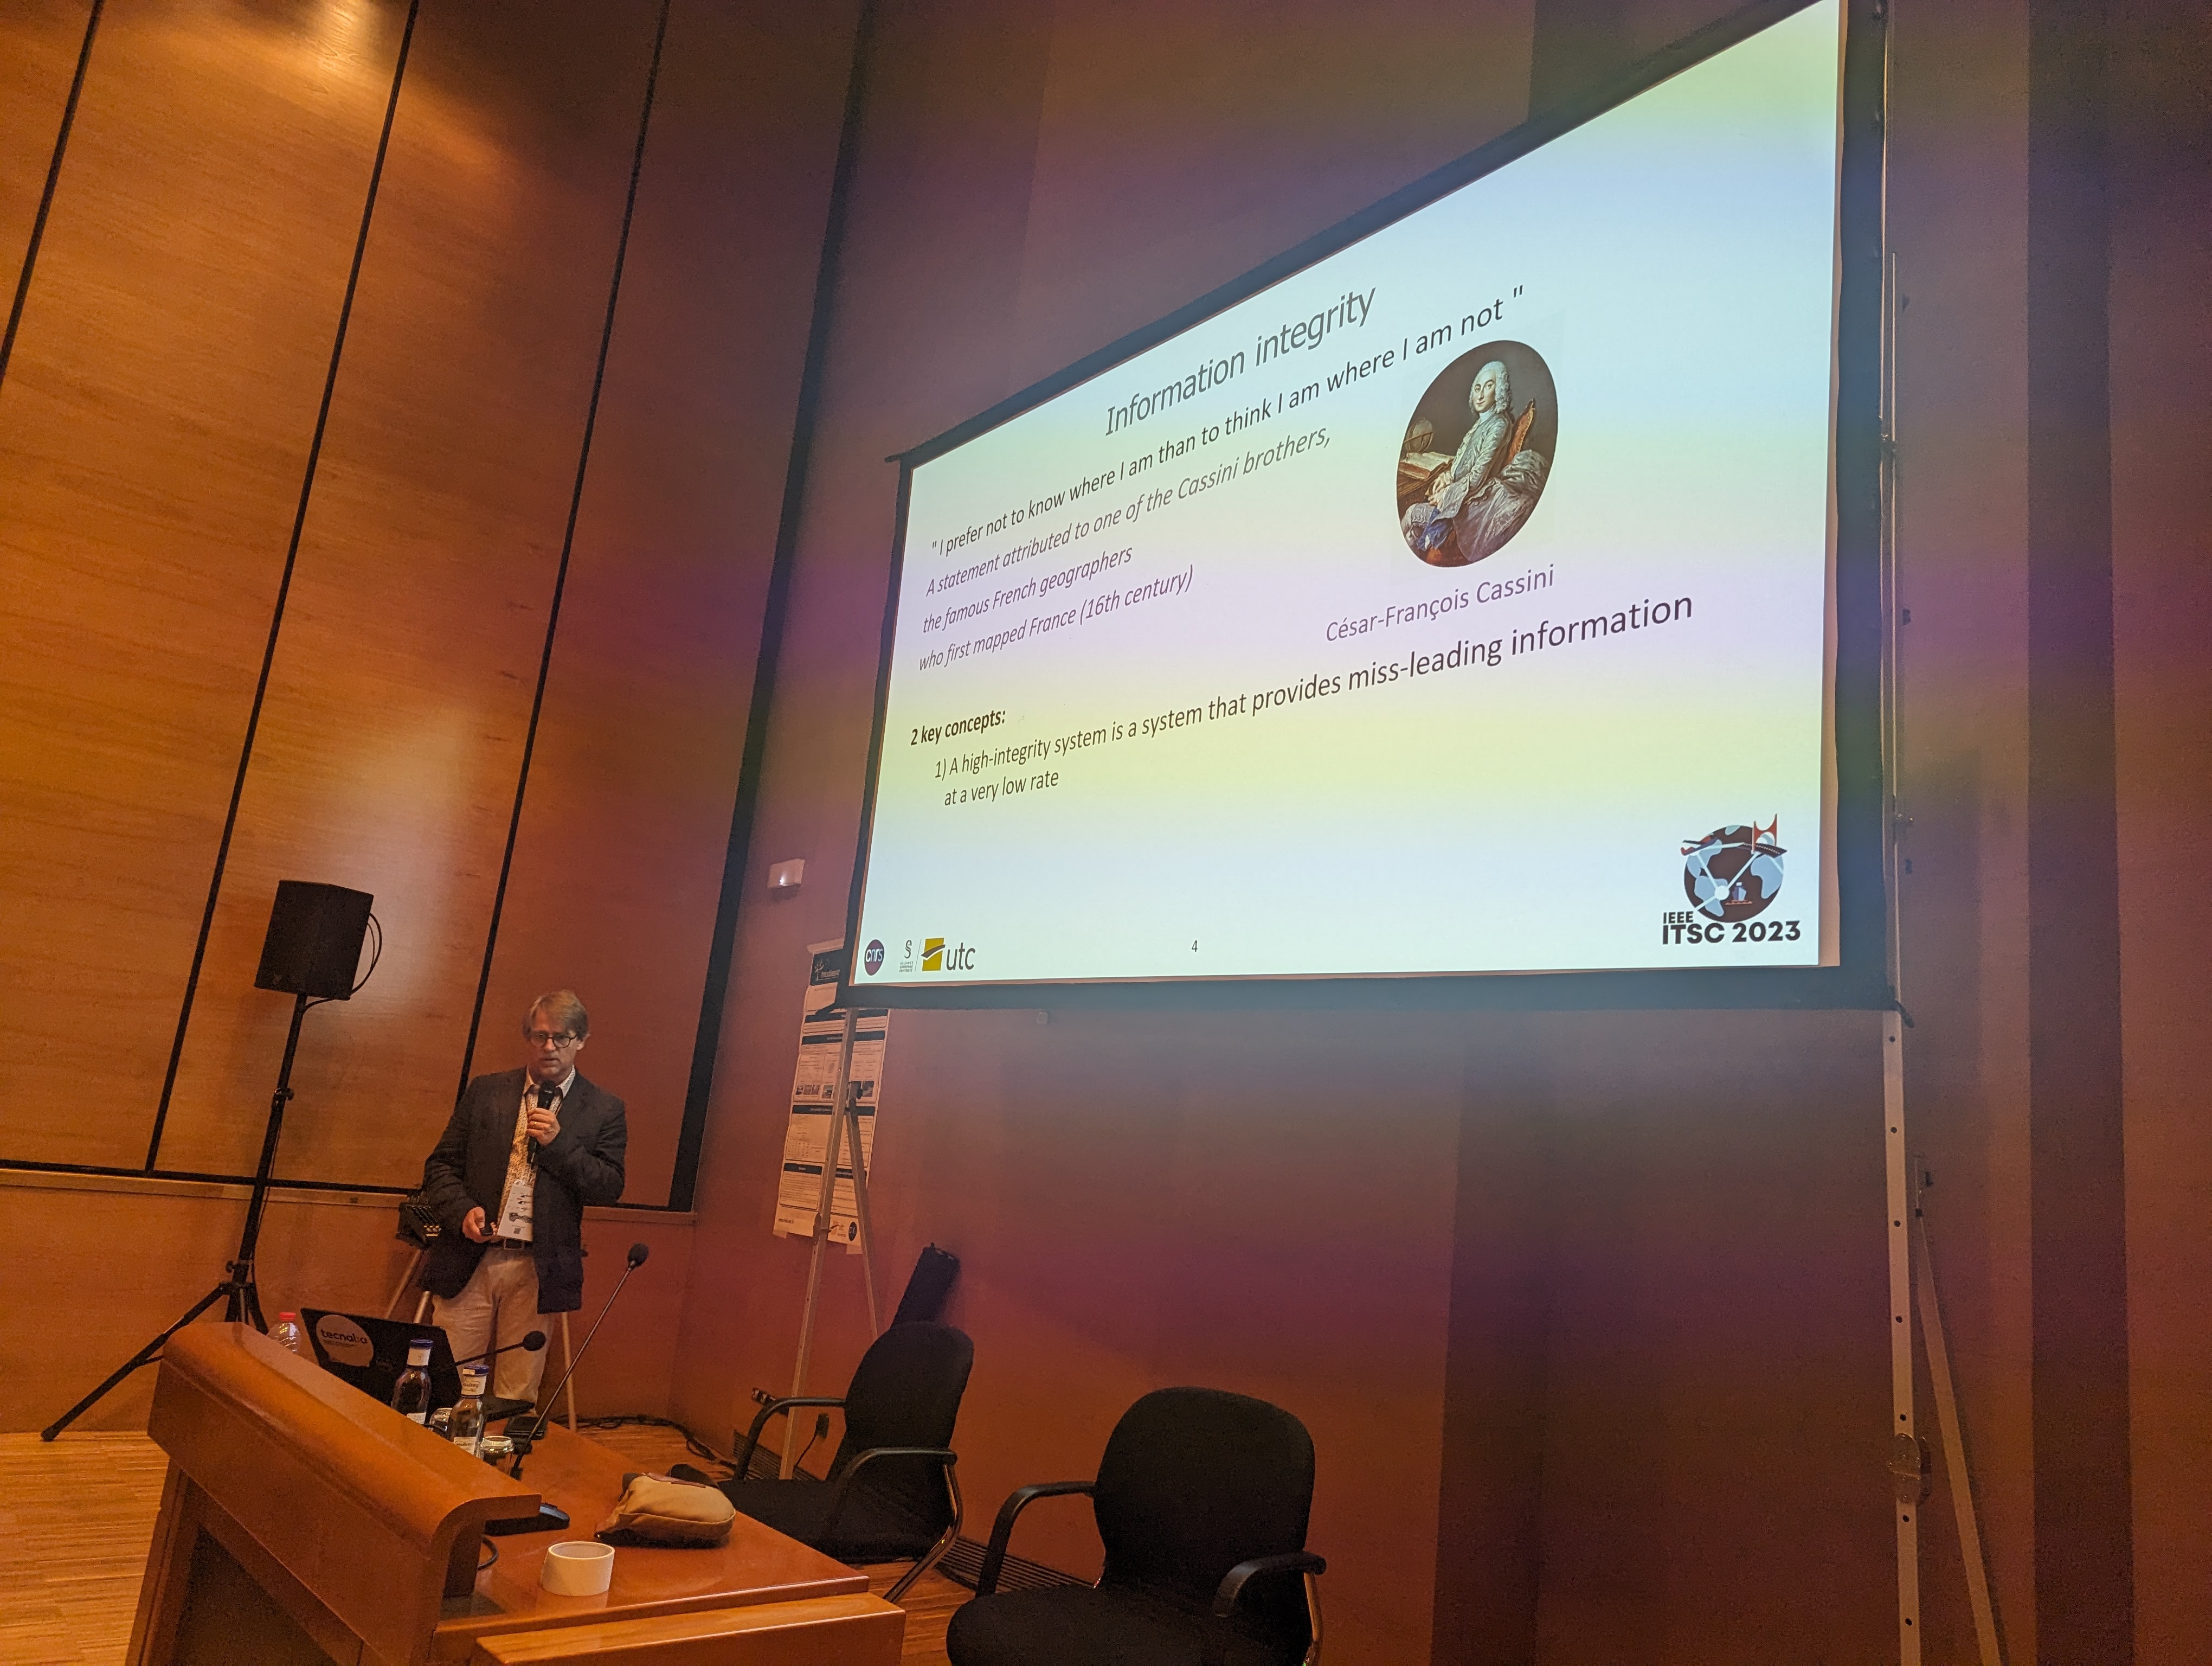 Information integrity
" I prefer not to know where I am than to think I am where I am not "
A statement attributed to one of the Cassini brothers,
the famous French geographers
who first mapped France (16th century)
César-François Cassini
2 key concepts:
1) A high-integrity system is a system that provides miss-leading information
at a very low rate
cnrs
utc
4
IEEE
ITSC 2023
tecnalia